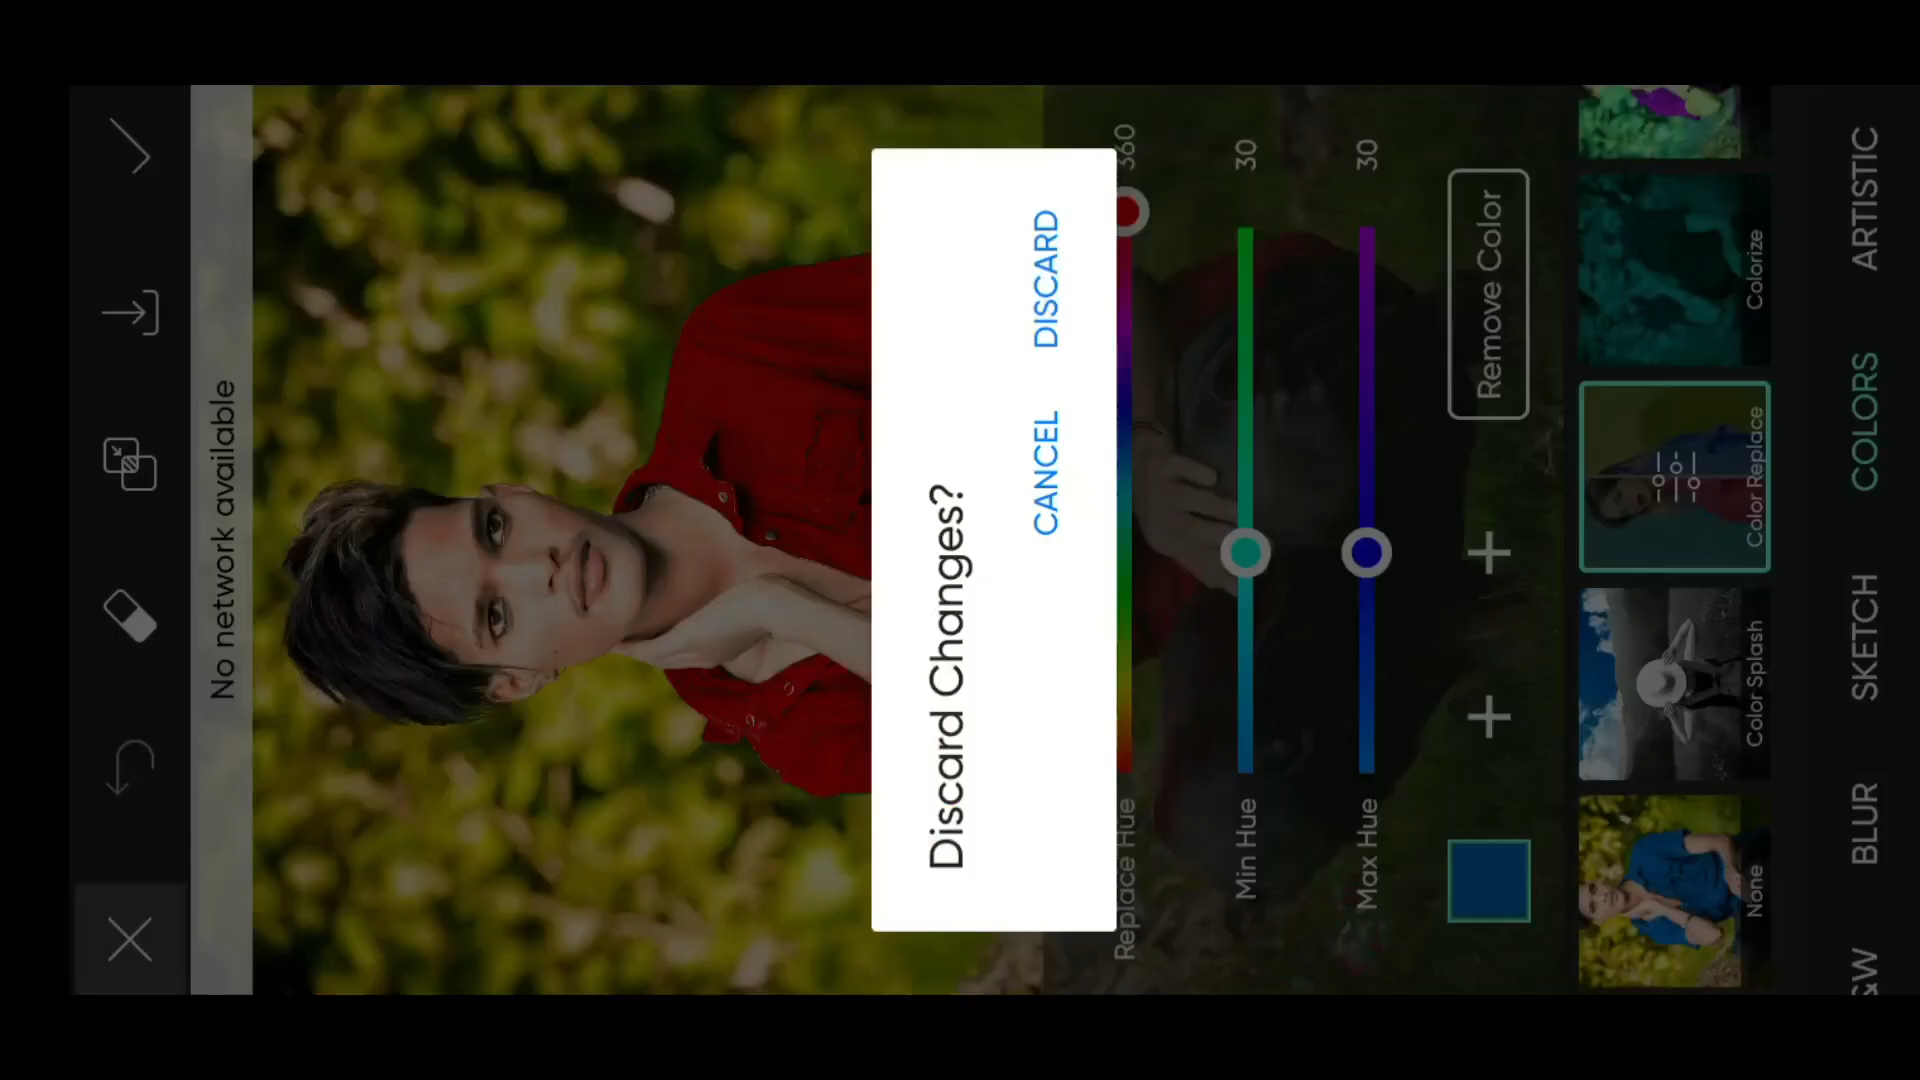 No network available
Discard Changes?
CANCEL DISCARD
Replace Hue 360
Min Hue 30
Max Hue 30
Remove Color
None
Color Splash
Color Replace
Colorize
&W BLUR SKETCH COLORS ARTISTIC